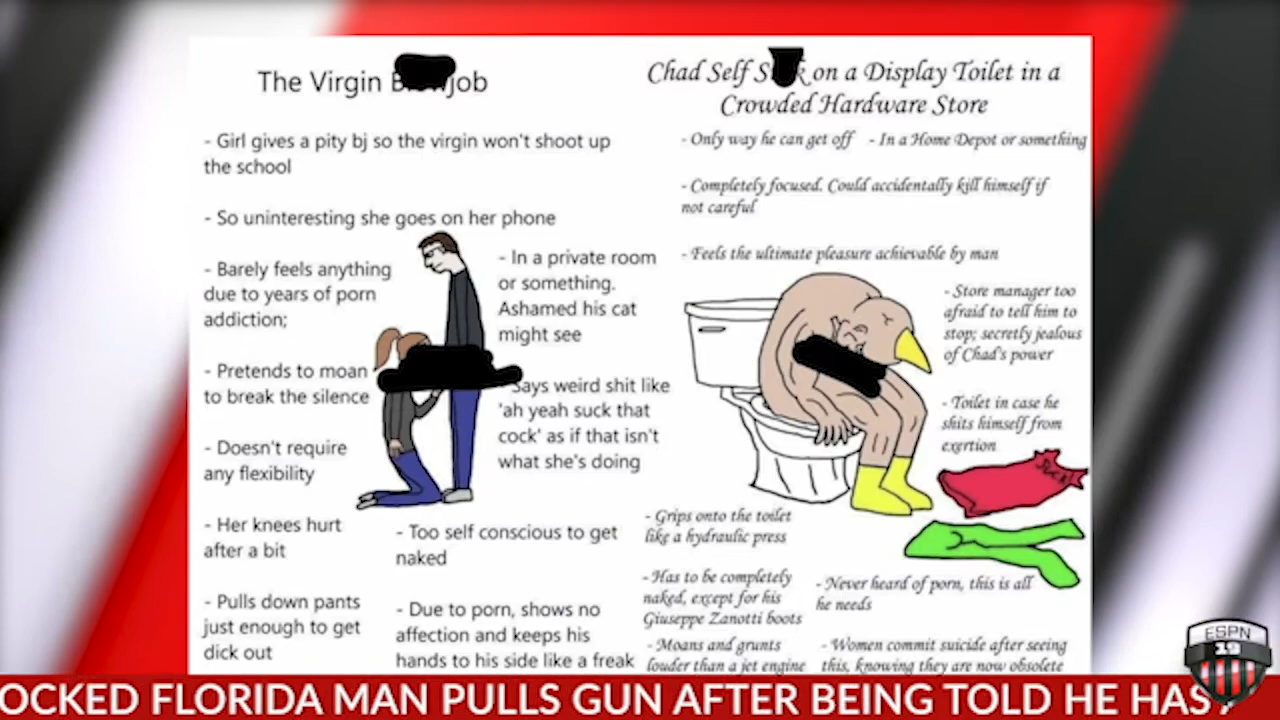 The Virgin B job
- Girl gives a pity bj so the virgin won't shoot up
the school
- So uninteresting she goes on her phone
- Barely feels anything
due to years of porn
addiction;
- In a private room
or something.
Ashamed his cat
might see
- Pretends to moan
to break the silence
Says weird shit like
'ah yeah suck that
cock' as if that isn't
what she's doing
- Doesn't require
any flexibility
- Her knees hurt
after a bit
- Too self conscious to get
naked
- Pulls down pants
just enough to get
dick out
- Due to porn, shows no
affection and keeps his
hands to his side like a freak
Chad Self S k on a Display Toilet in a
Crowded Hardware Store
- Only way he can get off - In a Home Depot or something
- Completely focused. Could accidentally kill himself if
not careful
- Feels the ultimate pleasure achievable by man
- Store manager too
afraid to tell him to
stop; secretly jealous
of Chad's power
- Toilet in case he
shits himself from
exertion
- Grips onto the toilet
like a hydraulic press
- Has to be completely
naked, except for his
Giuseppe Zanotti boots
- Never heard of porn, this is all
he needs
- Moans and grunts
louder than a jet engine
- Women commit suicide after seeing
this, knowing they are now obsolete
ESPN
19
OCKED FLORIDA MAN PULLS GUN AFTER BEING TOLD HE HAS